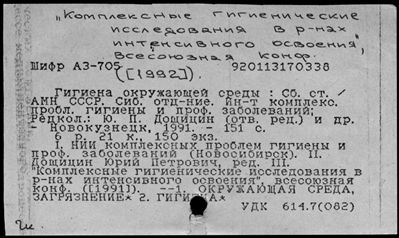 "Комплексные гигиенические
исследования в р-нах
интенсивного освоения",
всесоюзная конф.
Шифр А3-705 ([1992]). 920113170338
Гигиена окружающей среды : Сб. ст. /
АМН СССР. Сиб. отд-ние. Ин-т комплекс.
пробл. гигиены и проф. заболеваний;
Редкол.: Ю. П. Дощицин (отв. ред.) и др.
- Новокузнецк, 1991. - 151 с.
6 р. 21 к., 150 экз.
I. НИИ комплексных проблем гигиены и
проф. заболеваний (Новосибирск). II.
Дощицин Юрий Петрович, ред. III.
"Комплексные гигиенические исследования в
р-нах интенсивного освоения", всесоюзная
конф. ([1991]). --1. ОКРУЖАЮЩАЯ СРЕДА,
ЗАГРЯЗНЕНИЕ* 2. ГИГИЕНА*
УДК 614.7(082)